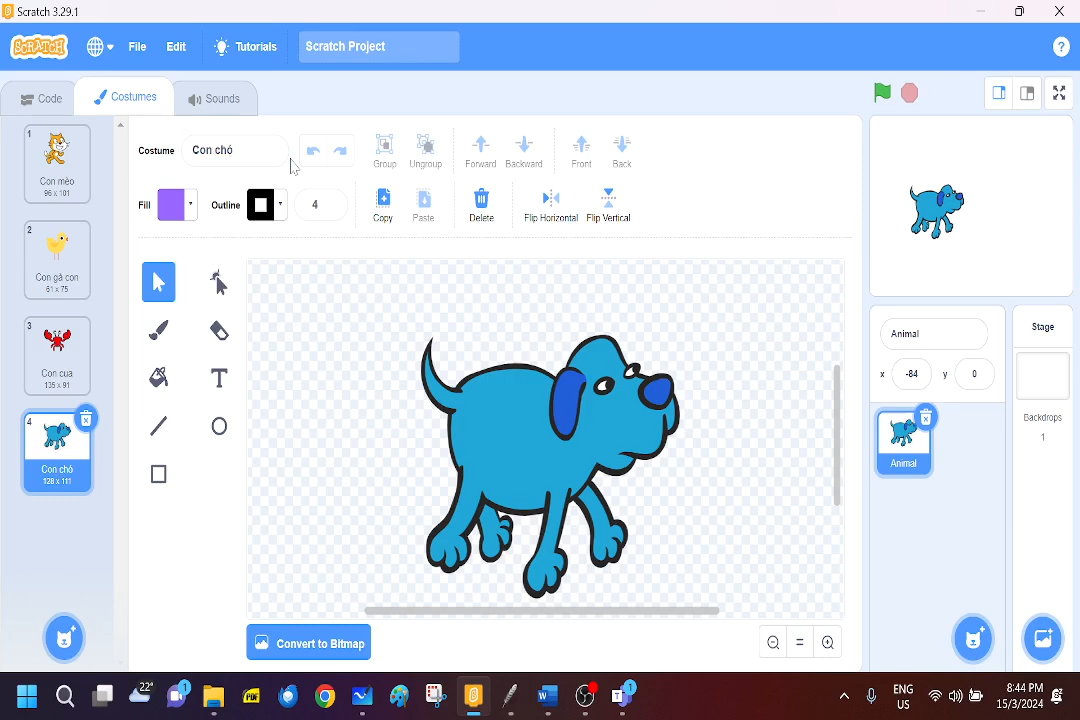 Scratch 3.29.1
SCRATCH
File
Edit
Tutorials
Scratch Project
?
Code
Costumes
Sounds
1
Con mèo
96 x 101
2
Con gà con
61 x 75
3
Con cua
135 x 91
4
Con chó
128 x 111
Costume
Con chó
Group
Ungroup
Forward
Backward
Front
Back
Fill
Outline
4
Copy
Paste
Delete
Flip Horizontal
Flip Vertical
T
Convert to Bitmap
Animal
x
-84
y
0
Animal
Stage
Backdrops
1
22°
1
PDF
W
T
1
ENG
US
8:44 PM
15/3/2024